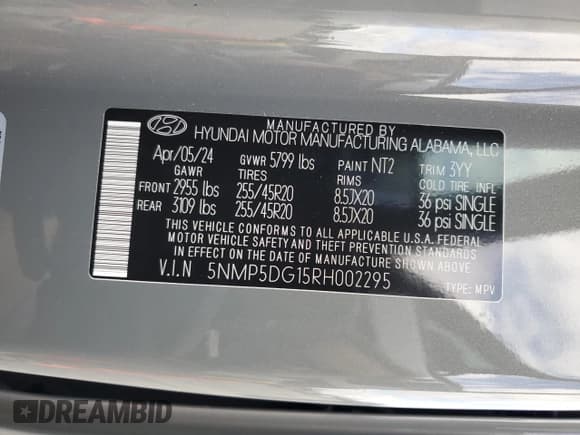 MANUFACTURED BY
HYUNDAI MOTOR MANUFACTURING ALABAMA, LLC
Apr/05/24 GVWR 5799 lbs PAINT NT2 TRIM 3YY
GAWR TIRES RIMS COLD TIRE INFL
FRONT 2955 lbs 255/45R20 8.5JX20 36 psi SINGLE
REAR 3109 lbs 255/45R20 8.5JX20 36 psi SINGLE
THIS VEHICLE CONFORMS TO ALL APPLICABLE U.S.A. FEDERAL
MOTOR VEHICLE SAFETY AND THEFT PREVENTION STANDARDS IN
EFFECT ON THE DATE OF MANUFACTURE SHOWN ABOVE
V.I.N 5NMP5DG15RH002295
TYPE: MPV
DREAMBID